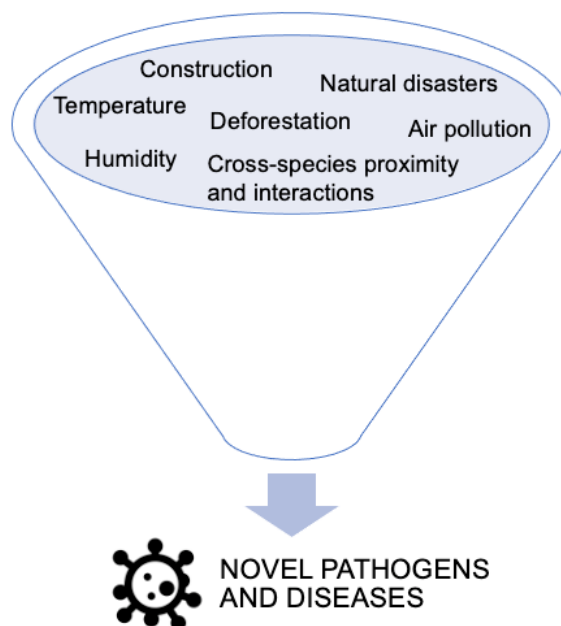 Construction
Natural disasters
Temperature
Deforestation
Air pollution
Humidity
Cross-species proximity
and interactions
NOVEL PATHOGENS
AND DISEASES